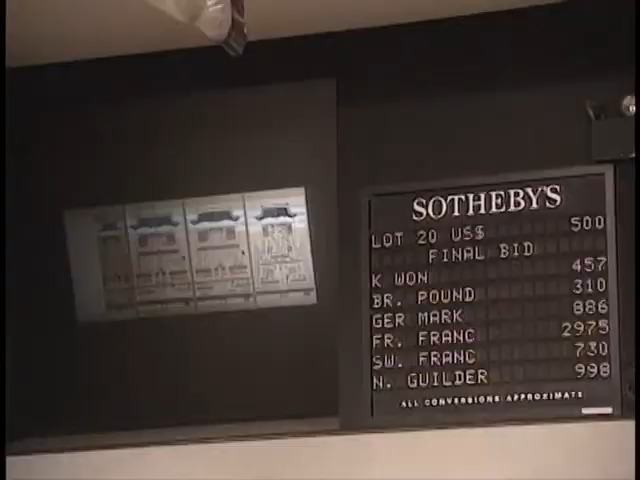 SOTHEBY'S
LOT 20 US$ 500
FINAL BID
K WON 457
BR. POUND 310
GER MARK 886
FR. FRANC 2975
SW. FRANC 730
N. GUILDER 998
ALL CONVERSIONS APPROXIMATE